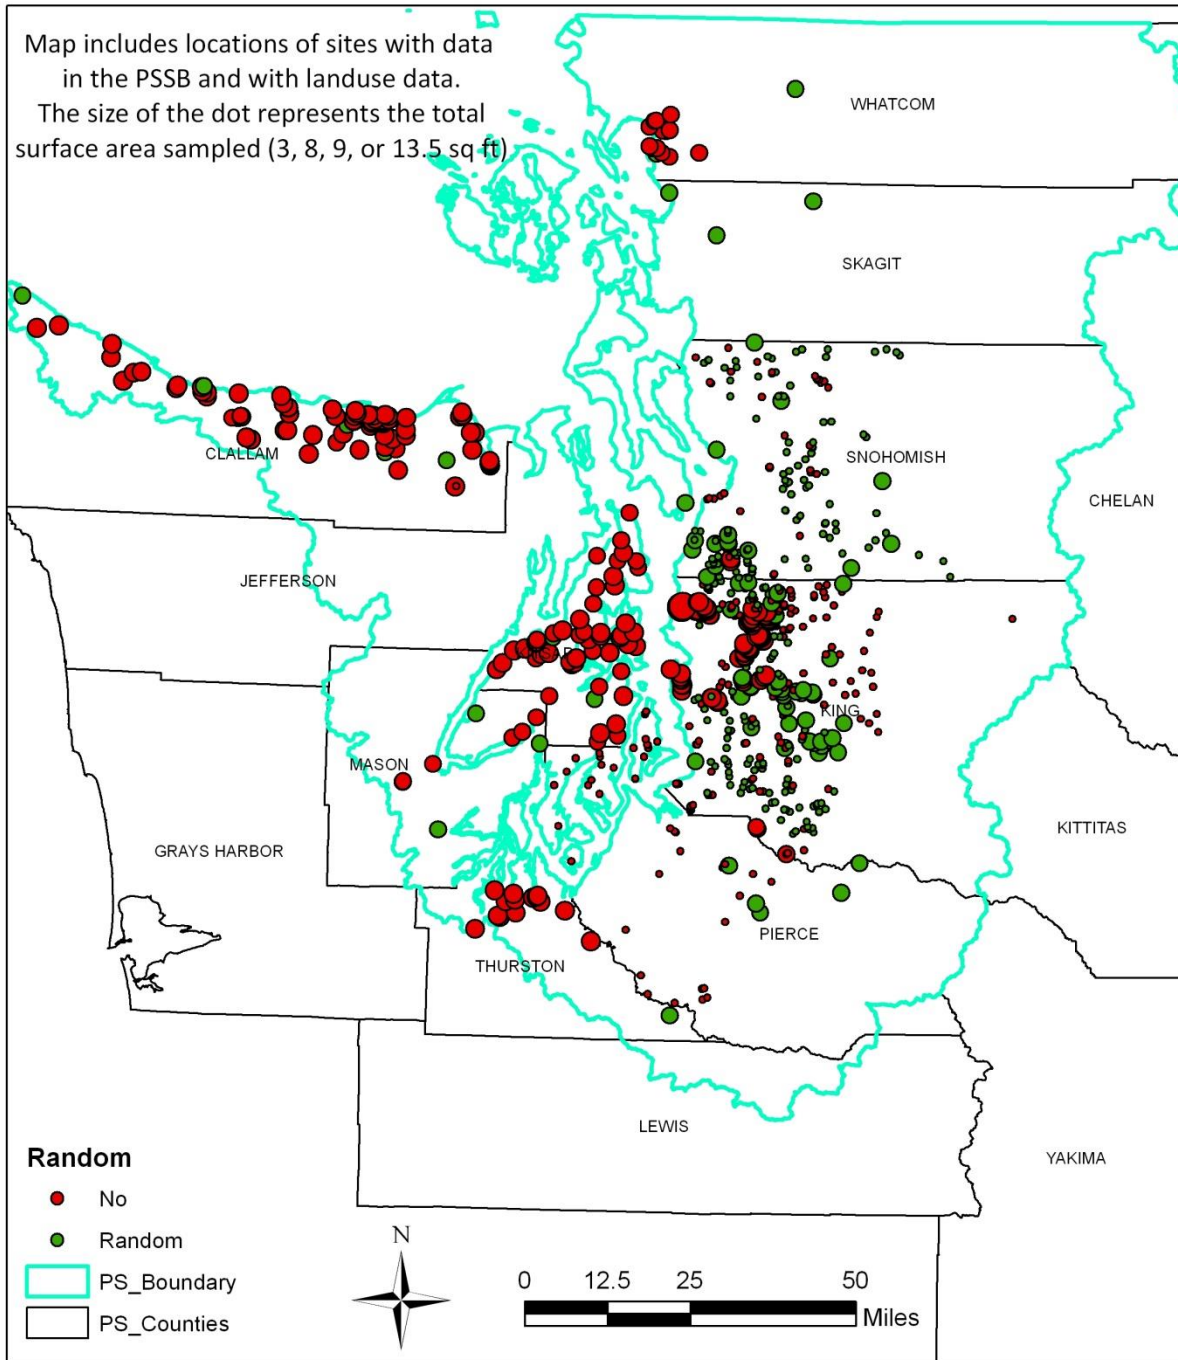 Map includes locations of sites with data
in the PSSB and with landuse data.
The size of the dot represents the total
surface area sampled (3, 8, 9, or 13.5 sq ft)
WHATCOM
SKAGIT
CLALLAM
SNOHOMISH
CHELAN
JEFFERSON
KING
MASON
GRAYS HARBOR
KITTITAS
PIERCE
THURSTON
LEWIS
YAKIMA
Random
No
Random
PS_Boundary
PS_Counties
N
0 12.5 25 50
Miles